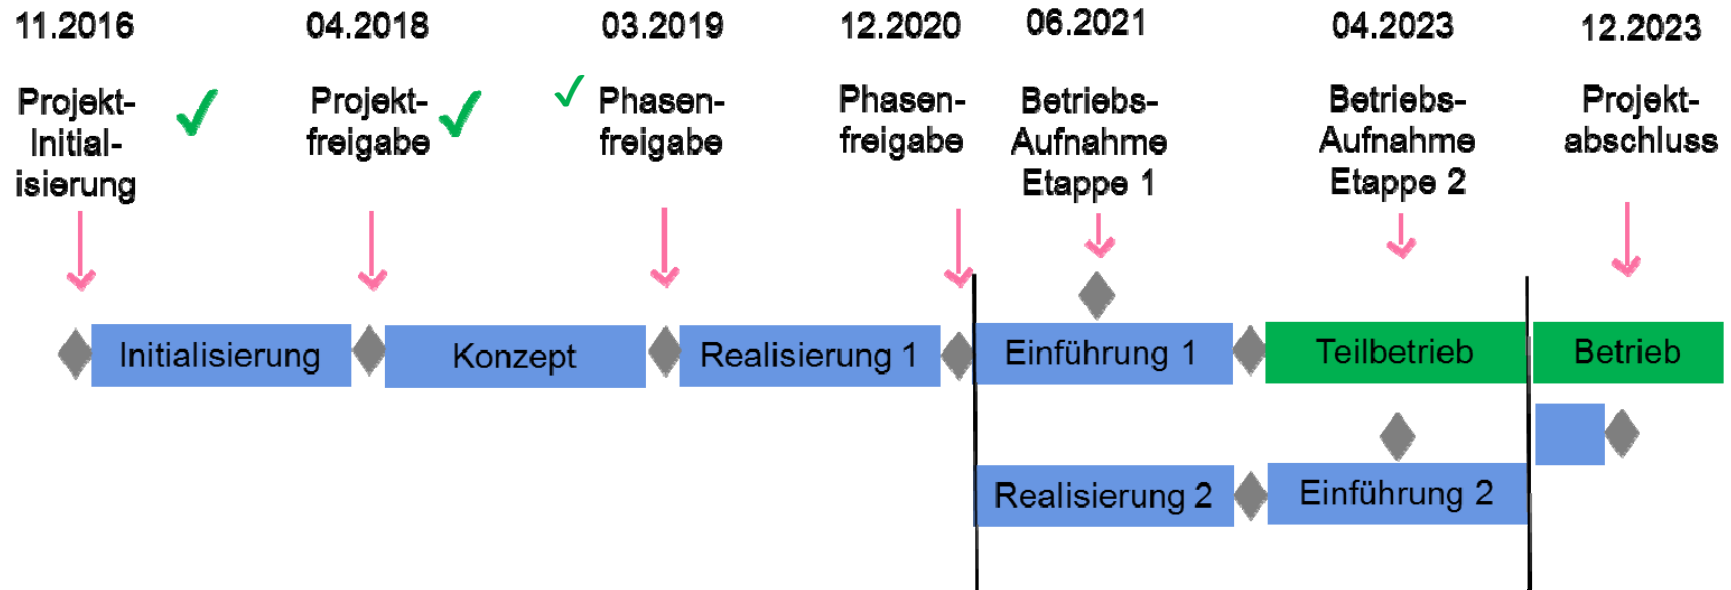 11.2016
04.2018
03.2019
12.2020
06.2021
04.2023
12.2023
Projekt-
Initial-
isierung
Projekt-
freigabe
Phasen-
freigabe
Phasen-
freigabe
Betriebs-
Aufnahme
Etappe 1
Betriebs-
Aufnahme
Etappe 2
Projekt-
abschluss
Initialisierung
Konzept
Realisierung 1
Einführung 1
Teilbetrieb
Betrieb
Realisierung 2
Einführung 2